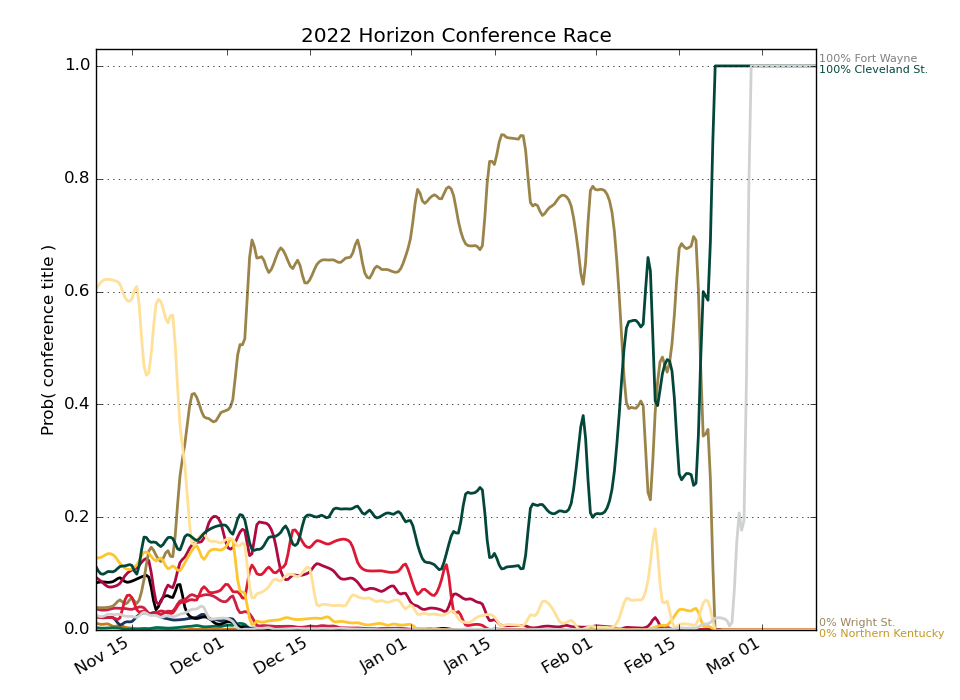 2022 Horizon Conference Race
1.0
0.8
0.6
0.4
0.2
0.0
Prob( conference title )
Nov 15
Dec 01
Dec 15
Jan 01
Jan 15
Feb 01
Feb 15
Mar 01
100% Fort Wayne
100% Cleveland St.
0% Wright St.
0% Northern Kentucky